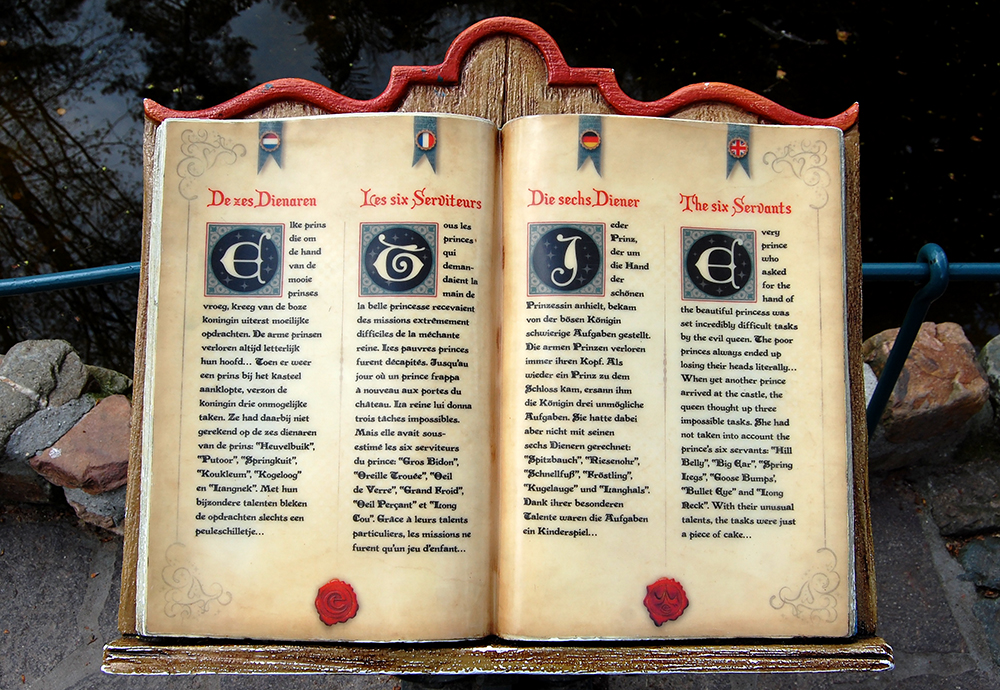 De zes Dienaren
Elke prins
die om
de hand
van de
mooie
prinses
vroeg, kreeg van de boze
koningin uiterst moeilijke
opdrachten. De arme prinsen
verloren altijd letterlijk
hun hoofd... Toen er weer
een prins bij het kasteel
aanklopte, verzon de
koningin drie onmogelijke
taken. Ze had daarbij niet
gerekend op de zes dienaren
van de prins: "Heuvelbuik",
"Putoor", "Springkuit",
"Koukleum", "Kogeloog"
en "Langnek". Met hun
bijzondere talenten bleken
de opdrachten slechts een
peuleschilletje...
Les six Serviteurs
Tous les
princes
qui
deman-
daient la
main de
la belle princesse recevaient
des missions extrêmement
difficiles de la méchante
reine. Les pauvres princes
furent décapités. Jusqu'au
jour où un prince frappa
à nouveau aux portes du
château. La reine lui donna
trois tâches impossibles.
Mais elle avait sous-
estimé les six serviteurs
du prince: "Gros Bidon",
"Oreille Trouée", "Oeil
de Verre", "Grand Froid",
"Oeil Perçant" et "Long
Cou". Grâce à leurs talents
particuliers, les missions ne
furent qu'un jeu d'enfant...
Die sechs Diener
Jeder
Prinz,
der um
die Hand
der
schönen
Prinzessin anhielt, bekam
von der bösen Königin
schwierige Aufgaben gestellt.
Die armen Prinzen verloren
immer ihren Kopf. Als
wieder ein Prinz zu dem
Schloss kam, ersann ihm
die Königin drei unmögliche
Aufgaben. Sie hatte dabei
aber nicht mit seinen
sechs Dienern gerechnet:
"Spitzbauch", "Riesenohr",
"Schnellfuß", "Fröstling",
"Kugelauge" und "Langhals".
Dank ihrer besonderen
Talente waren die Aufgaben
ein Kinderspiel...
The six Servants
Every
prince
who
asked
for the
hand of
the beautiful princess was
set incredibly difficult tasks
by the evil queen. The poor
princes always ended up
losing their heads literally...
When yet another prince
arrived at the castle, the
queen thought up three
impossible tasks. She had
not taken into account the
prince's six servants: "Hill
Belly", "Big Ear", "Spring
Legs", "Goose Bumps',
"Bullet Eye" and "Long
Neck". With their unusual
talents, the tasks were just
a piece of cake...